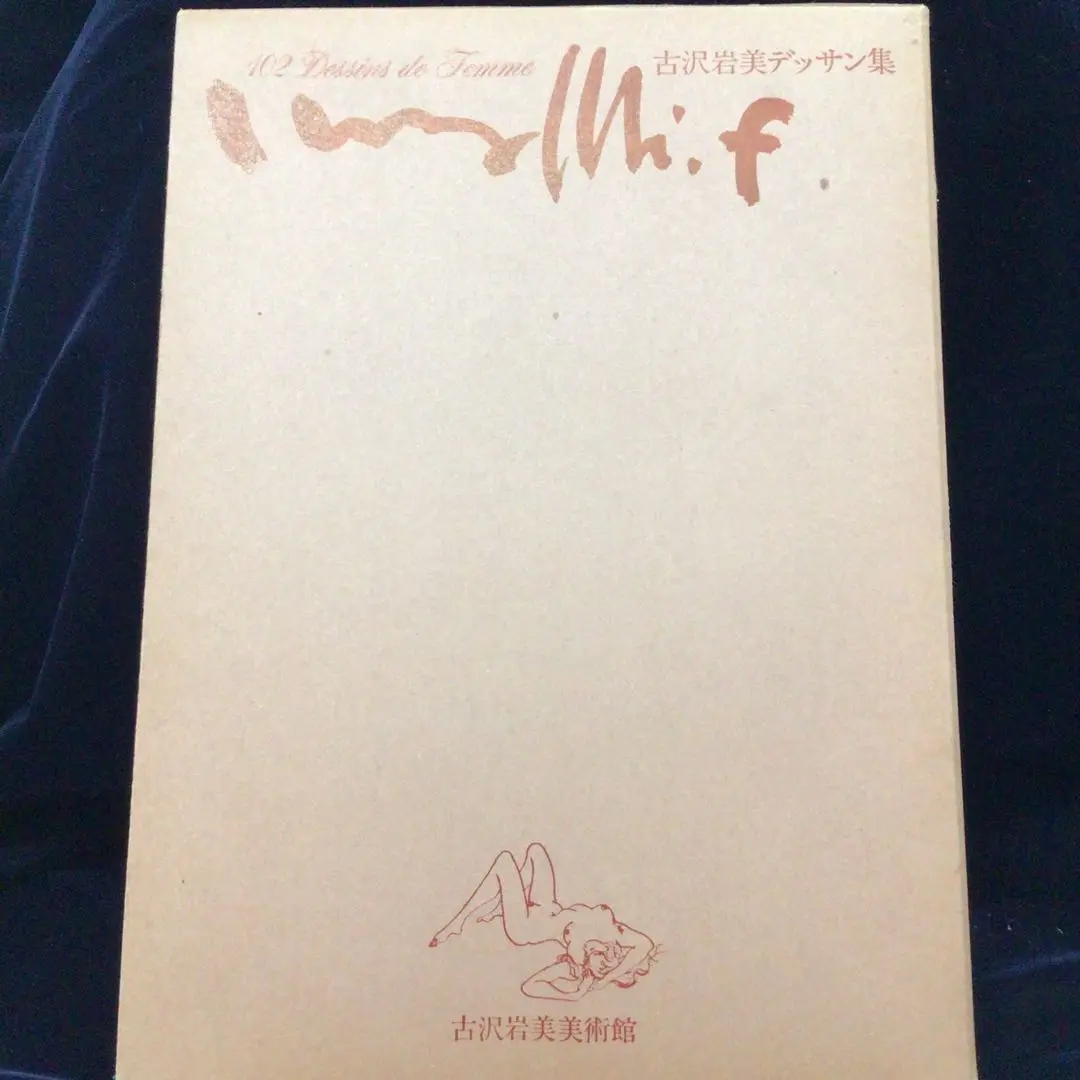 102 Dessins de Femme
古沢岩美デッサン集
Iwami.f
古沢岩美美術館